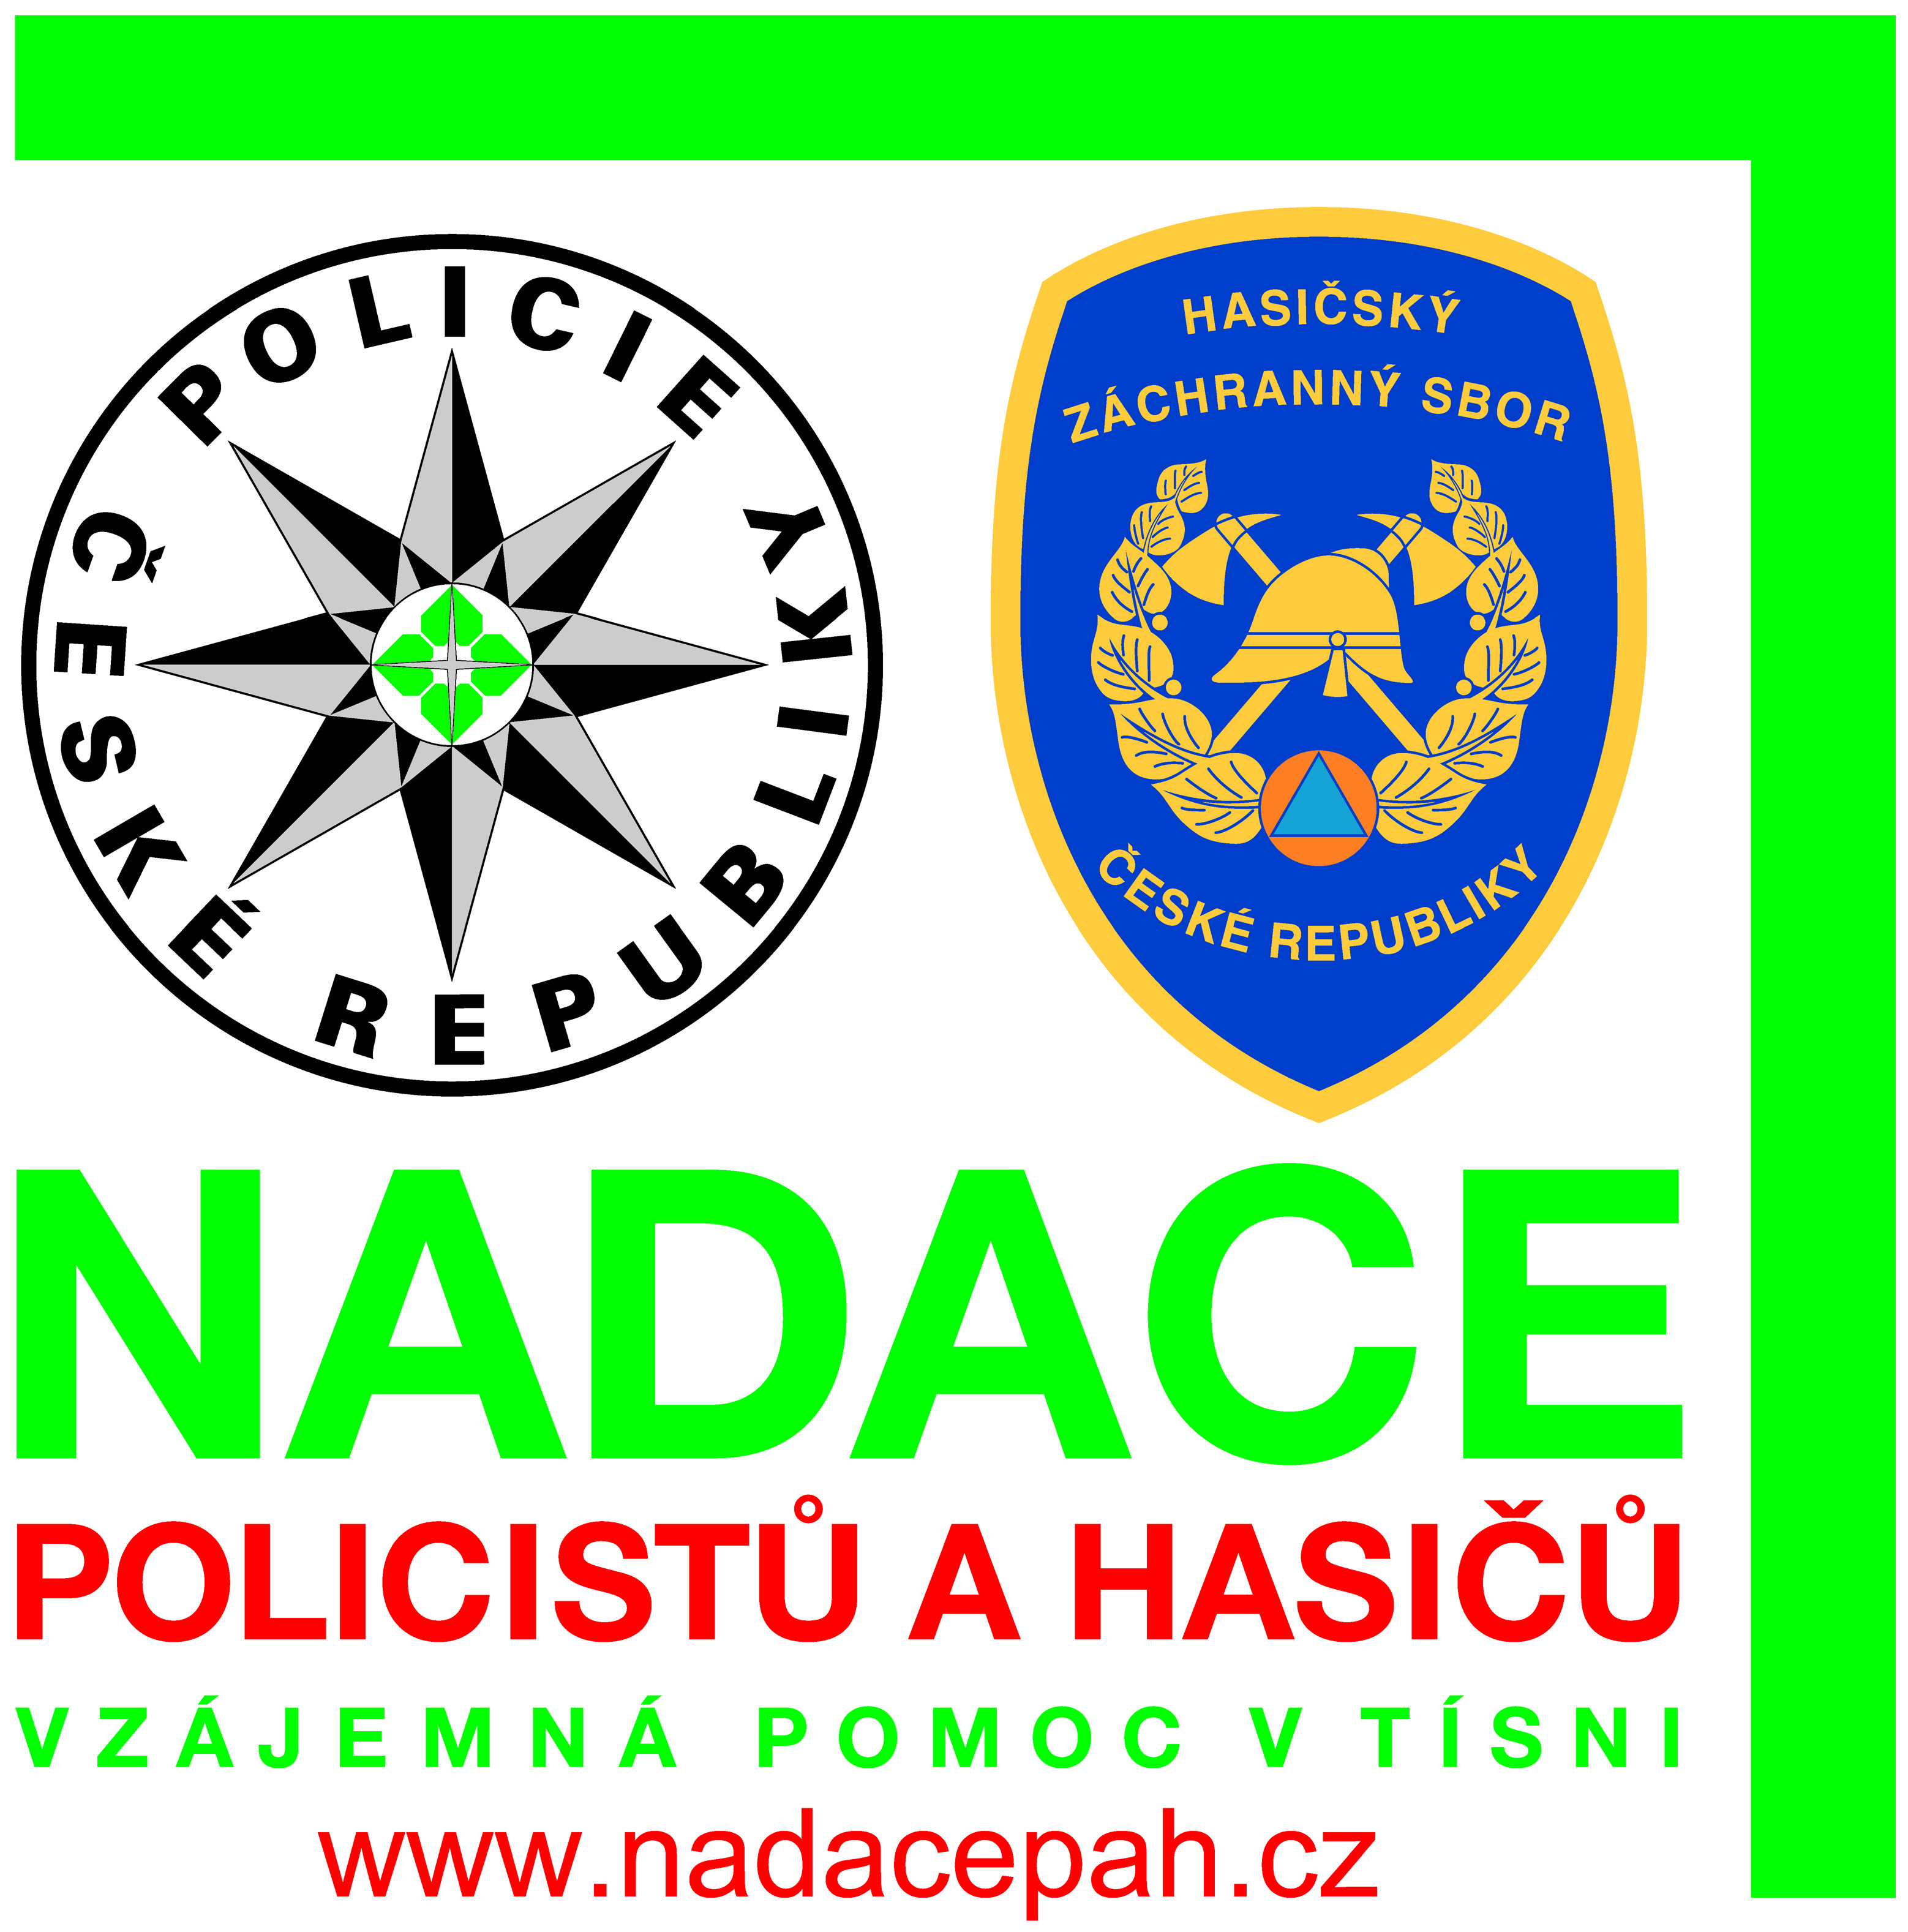 POLICIE
ČESKÉ REPUBLIKY
HASIČSKÝ
ZÁCHRANNÝ SBOR
ČESKÉ REPUBLIKY
NADACE
POLICISTŮ A HASIČŮ
VZÁJEMNÁ POMOC V TÍSNI
www.nadacepah.cz